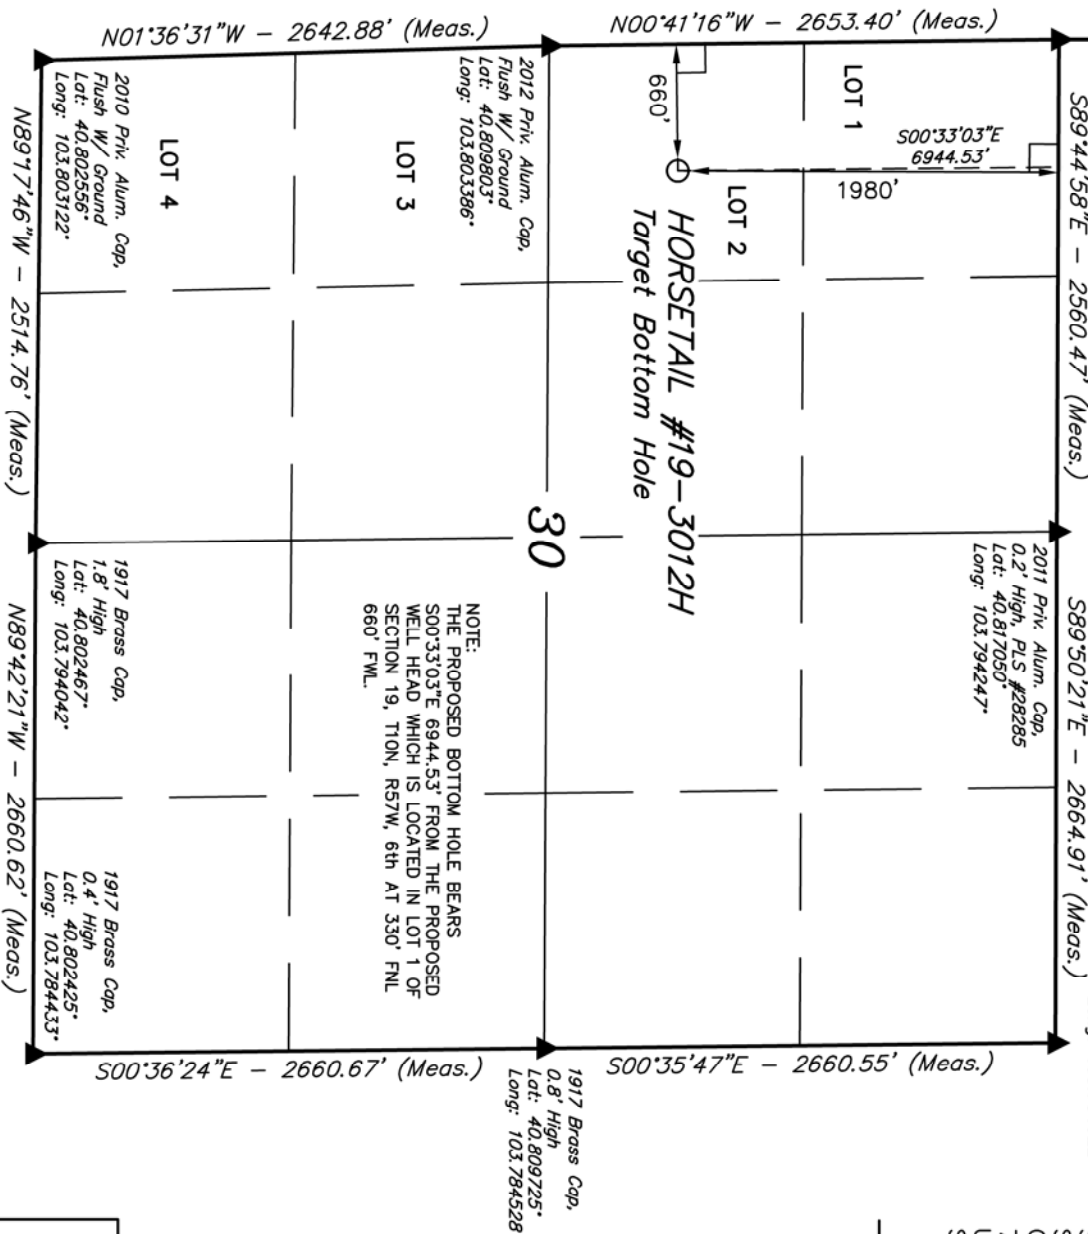 N01°36'31"W - 2642.88' (Meas.)
N00°41'16"W - 2653.40' (Meas.)
S89°44'58"E - 2560.47' (Meas.)
S89°50'21"E - 2664.91' (Meas.)
LOT 1
660'
S00°33'03"E
6944.53'
1980'
LOT 2
HORSETAIL #19-3012H
Target Bottom Hole
2012 Priv. Alum. Cap,
Flush W/ Ground
Lat: 40.809803°
Long: 103.803386°
LOT 3
LOT 4
2010 Priv. Alum. Cap,
Flush W/ Ground
Lat: 40.802556°
Long: 103.803122°
30
2011 Priv. Alum. Cap,
0.2' High, PLS #28285
Lat: 40.817050°
Long: 103.794247°
NOTE:
THE PROPOSED BOTTOM HOLE BEARS
S00°33'03"E 6944.53' FROM THE PROPOSED
WELL HEAD WHICH IS LOCATED IN LOT 1 OF
SECTION 19, T10N, R57W, 6th AT 330' FNL
660' FWL.
1917 Brass Cap,
1.8' High
Lat: 40.802467°
Long: 103.794042°
1917 Brass Cap,
0.4' High
Lat: 40.802425°
Long: 103.784433°
N89°17'46"W - 2514.76' (Meas.)
N89°42'21"W - 2660.62' (Meas.)
S00°36'24"E - 2660.67' (Meas.)
S00°35'47"E - 2660.55' (Meas.)
1917 Brass Cap,
0.8' High
Lat: 40.809725°
Long: 103.784528